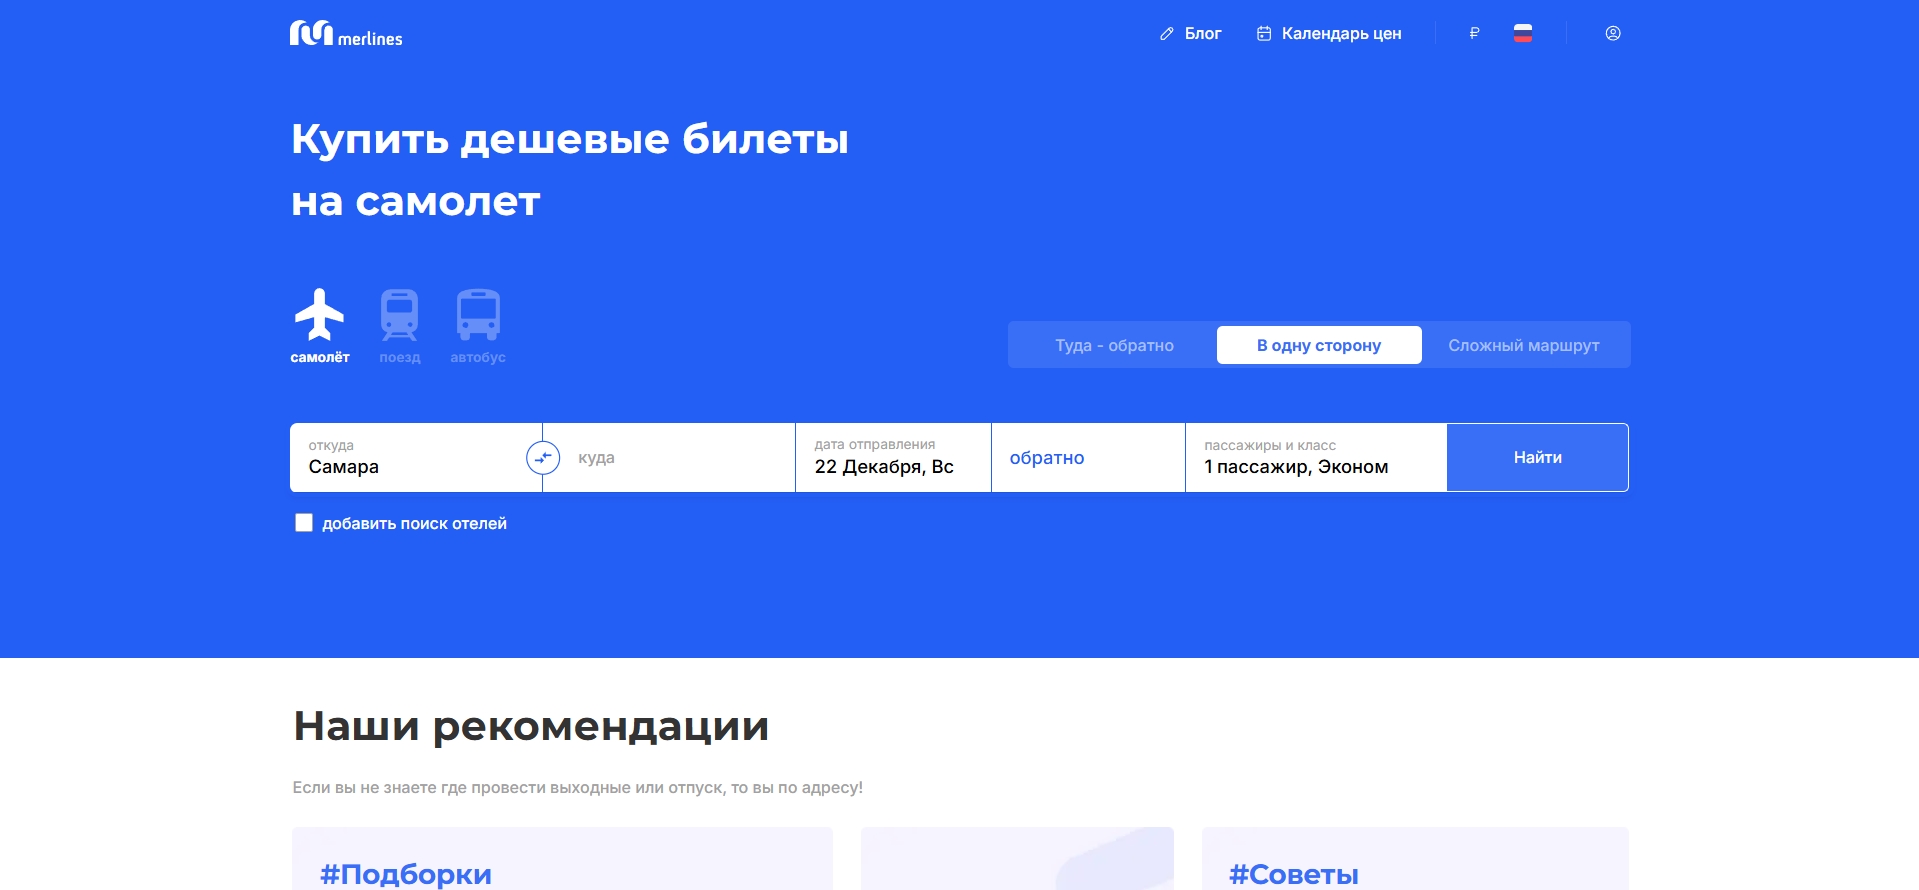 merlines
Блог
Календарь цен
₽
Купить дешевые билеты
на самолет
самолёт
поезд
автобус
Туда - обратно
В одну сторону
Сложный маршрут
откуда
Самара
куда
дата отправления
22 Декабря, Вс
обратно
пассажиры и класс
1 пассажир, Эконом
Найти
добавить поиск отелей
Наши рекомендации
Если вы не знаете где провести выходные или отпуск, то вы по адресу!
#Подборки
#Советы